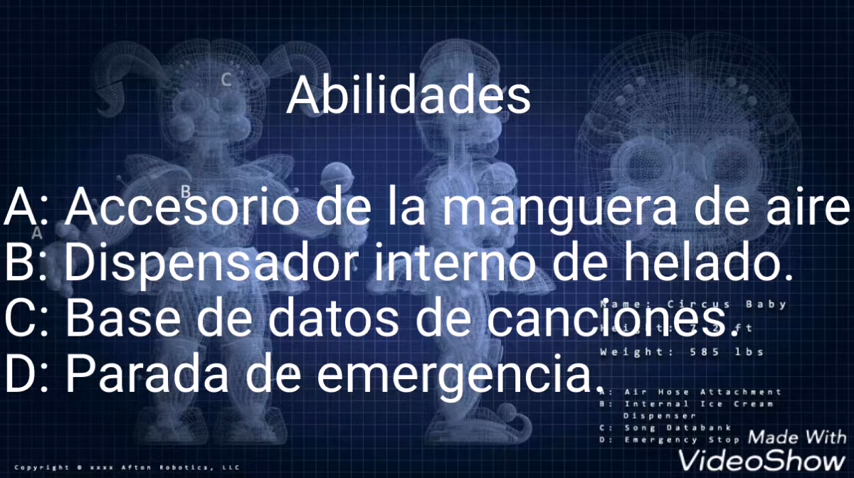 C
Abilidades
B
A: Accesorio de la manguera de aire
A
B: Dispensador interno de helado.
Name: Circus Baby
C: Base de datos de canciones.
ft
Weight: 585 lbs
D: Parada de emergencia.
A: Air Hose Attachment
B: Internal Ice Cream
Dispenser
C: Song Databank
D: Emergency Stop
Made With
VideoShow
Copyright © xxxx Afton Robotics, LLC